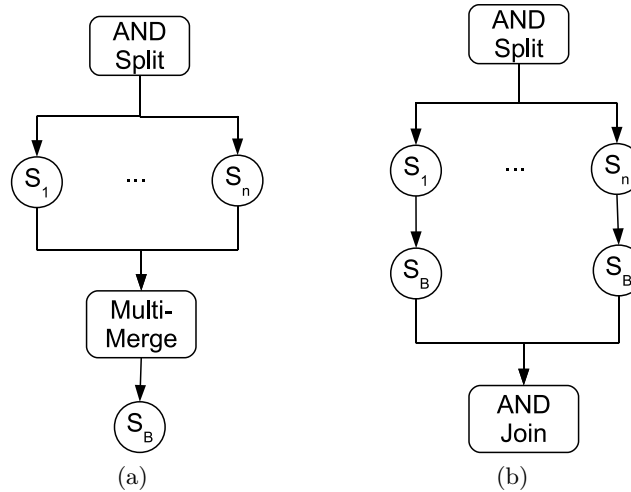 AND
Split
S1
...
Sn
Multi-
Merge
SB
(a)
AND
Split
S1
...
Sn
SB
SB
AND
Join
(b)